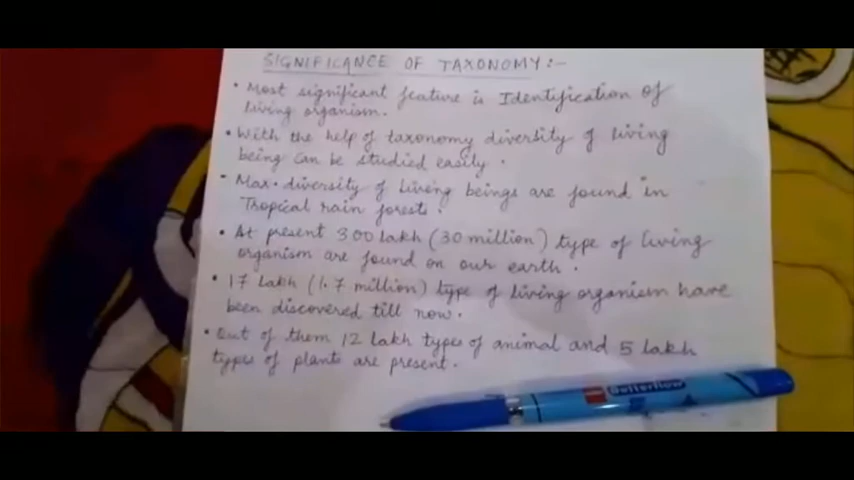 SIGNIFICANCE OF TAXONOMY:-
• Most significant feature is Identification of
living organism.
• With the help of taxonomy diversity of living
being can be studied easily.
• Max. diversity of living beings are found in
Tropical rain forests.
• At present 300 lakh (30 million) type of living
organism are found on our earth.
• 17 lakh (1.7 million) type of living organism have
been discovered till now.
• Out of them 12 lakh types of animal and 5 lakh
types of plants are present.
Butterflow